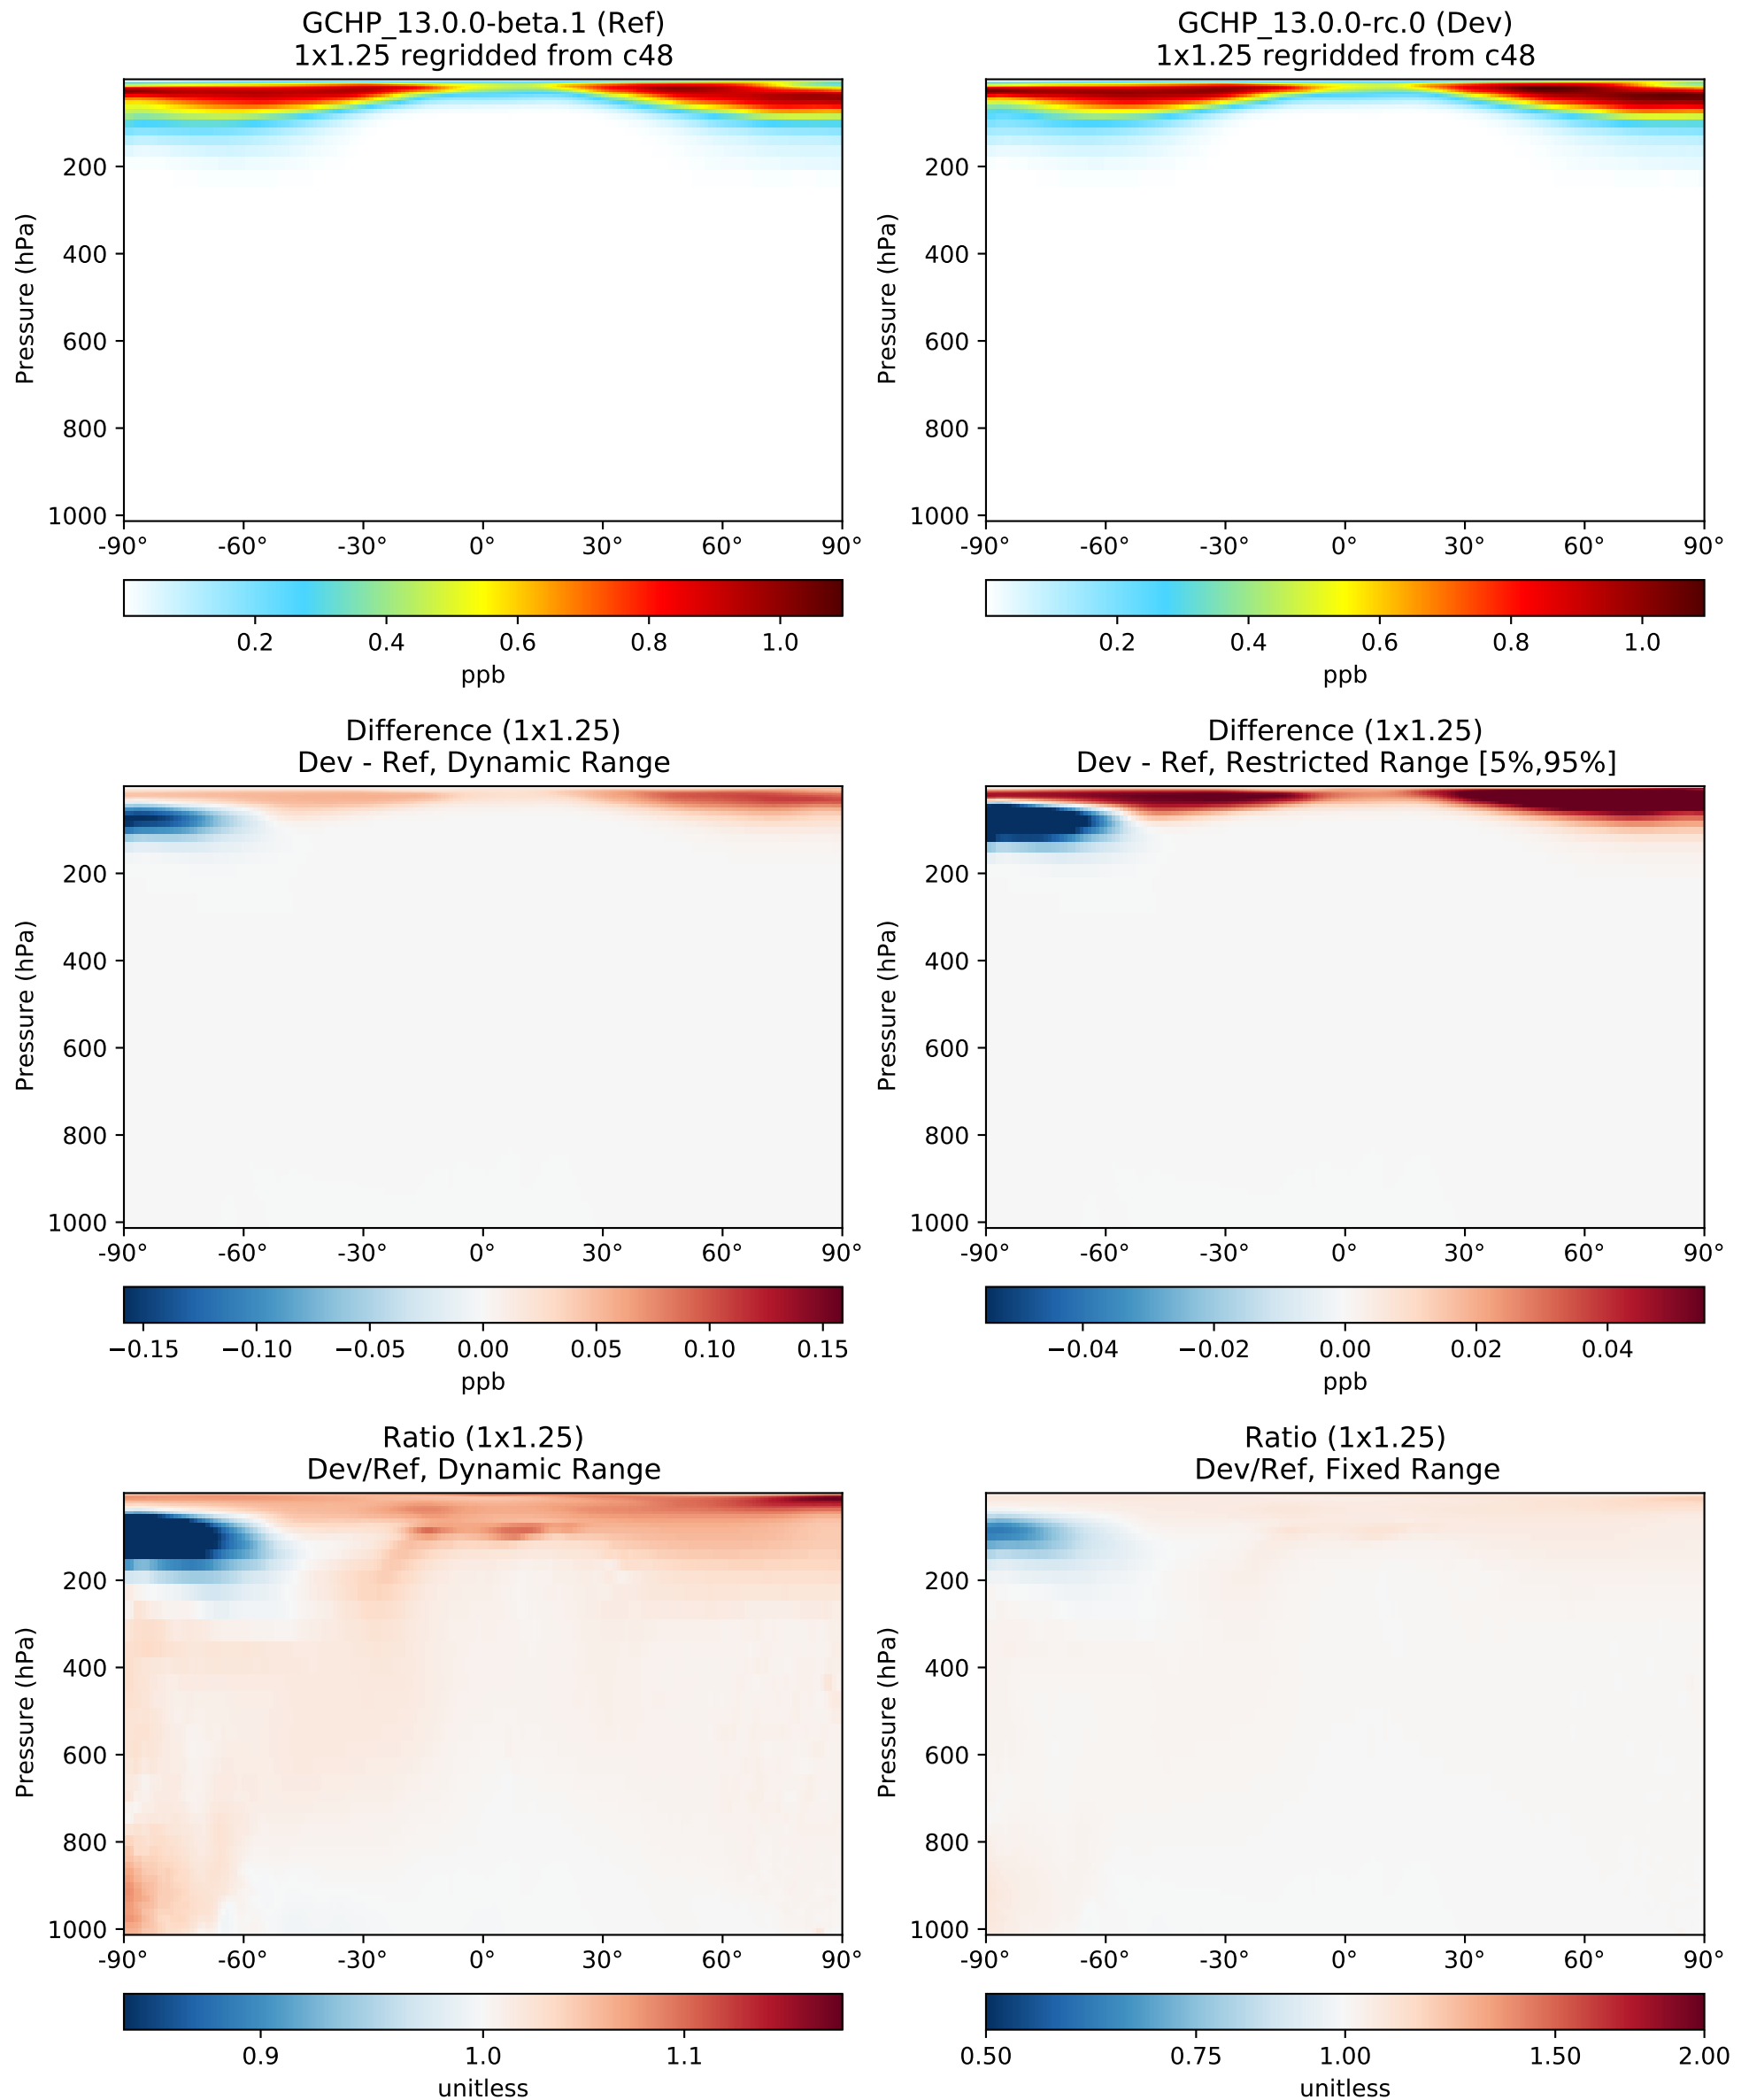 GCHP_13.0.0-beta.1 (Ref)
1x1.25 regridded from c48
Pressure (hPa)
200
400
600
800
1000
-90° -60° -30° 0° 30° 60° 90°
0.2 0.4 0.6 0.8 1.0
ppb
GCHP_13.0.0-rc.0 (Dev)
1x1.25 regridded from c48
Pressure (hPa)
200
400
600
800
1000
-90° -60° -30° 0° 30° 60° 90°
0.2 0.4 0.6 0.8 1.0
ppb
Difference (1x1.25)
Dev - Ref, Dynamic Range
Pressure (hPa)
200
400
600
800
1000
-90° -60° -30° 0° 30° 60° 90°
−0.15 −0.10 −0.05 0.00 0.05 0.10 0.15
ppb
Difference (1x1.25)
Dev - Ref, Restricted Range [5%,95%]
Pressure (hPa)
200
400
600
800
1000
-90° -60° -30° 0° 30° 60° 90°
−0.04 −0.02 0.00 0.02 0.04
ppb
Ratio (1x1.25)
Dev/Ref, Dynamic Range
Pressure (hPa)
200
400
600
800
1000
-90° -60° -30° 0° 30° 60° 90°
0.9 1.0 1.1
unitless
Ratio (1x1.25)
Dev/Ref, Fixed Range
Pressure (hPa)
200
400
600
800
1000
-90° -60° -30° 0° 30° 60° 90°
0.50 0.75 1.00 1.50 2.00
unitless